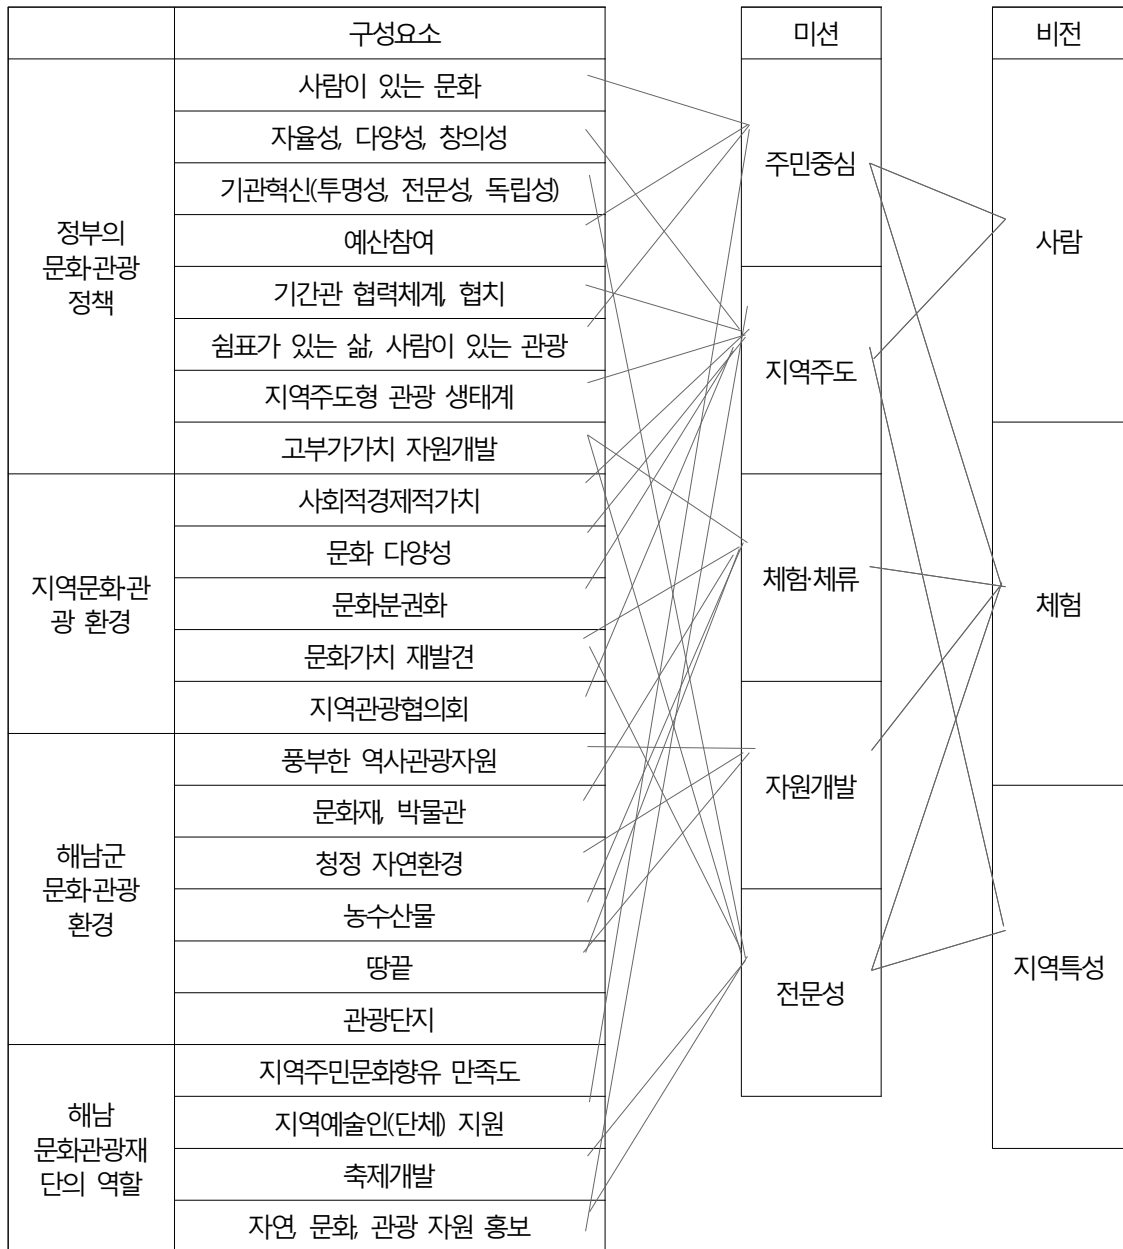 구성요소
미션
비전
정부의
문화·관광
정책
사람이 있는 문화
자율성, 다양성, 창의성
기관혁신(투명성, 전문성, 독립성)
예산참여
기간관 협력체계, 협치
쉼표가 있는 삶, 사람이 있는 관광
지역주도형 관광 생태계
고부가가치 자원개발
지역문화·관
광 환경
사회적경제적가치
문화 다양성
문화분권화
문화가치 재발견
지역관광협의회
해남군
문화·관광
환경
풍부한 역사관광자원
문화재, 박물관
청정 자연환경
농수산물
땅끝
관광단지
해남
문화관광재
단의 역할
지역주민문화향유 만족도
지역예술인(단체) 지원
축제개발
자연, 문화, 관광 자원 홍보
주민중심
지역주도
체험·체류
자원개발
전문성
사람
체험
지역특성